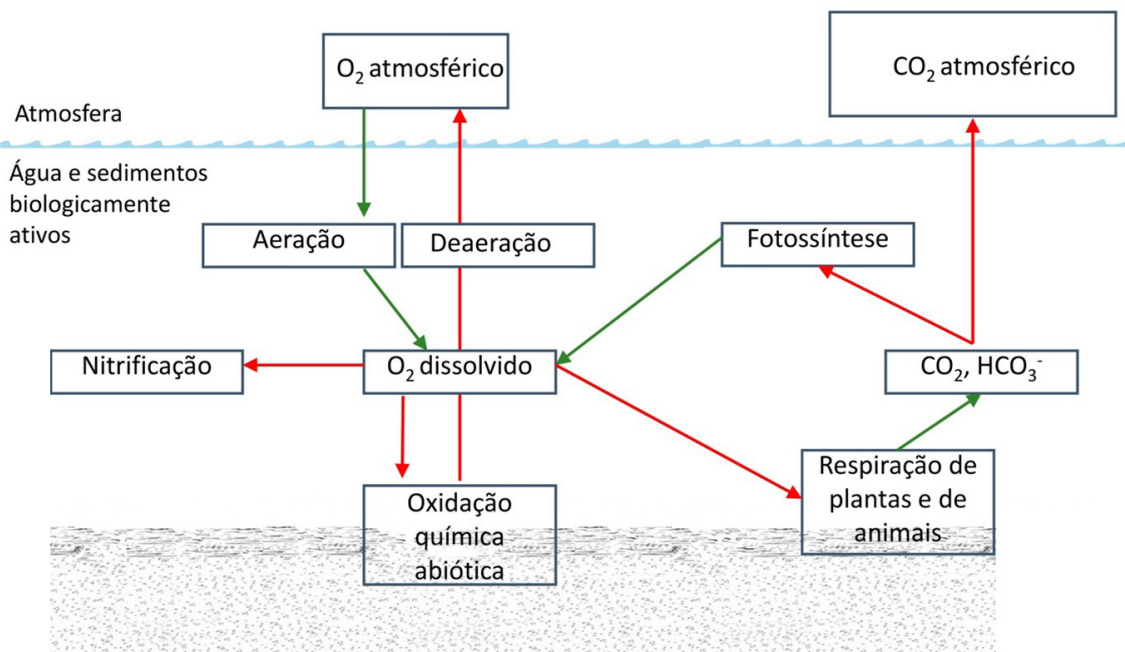 O₂ atmosférico
CO₂ atmosférico
Atmosfera
Água e sedimentos
biologicamente
ativos
Aeração
Deaeração
Fotossíntese
Nitrificação
O₂ dissolvido
CO₂, HCO₃⁻
Respiração de
plantas e de
animais
Oxidação
química
abiótica